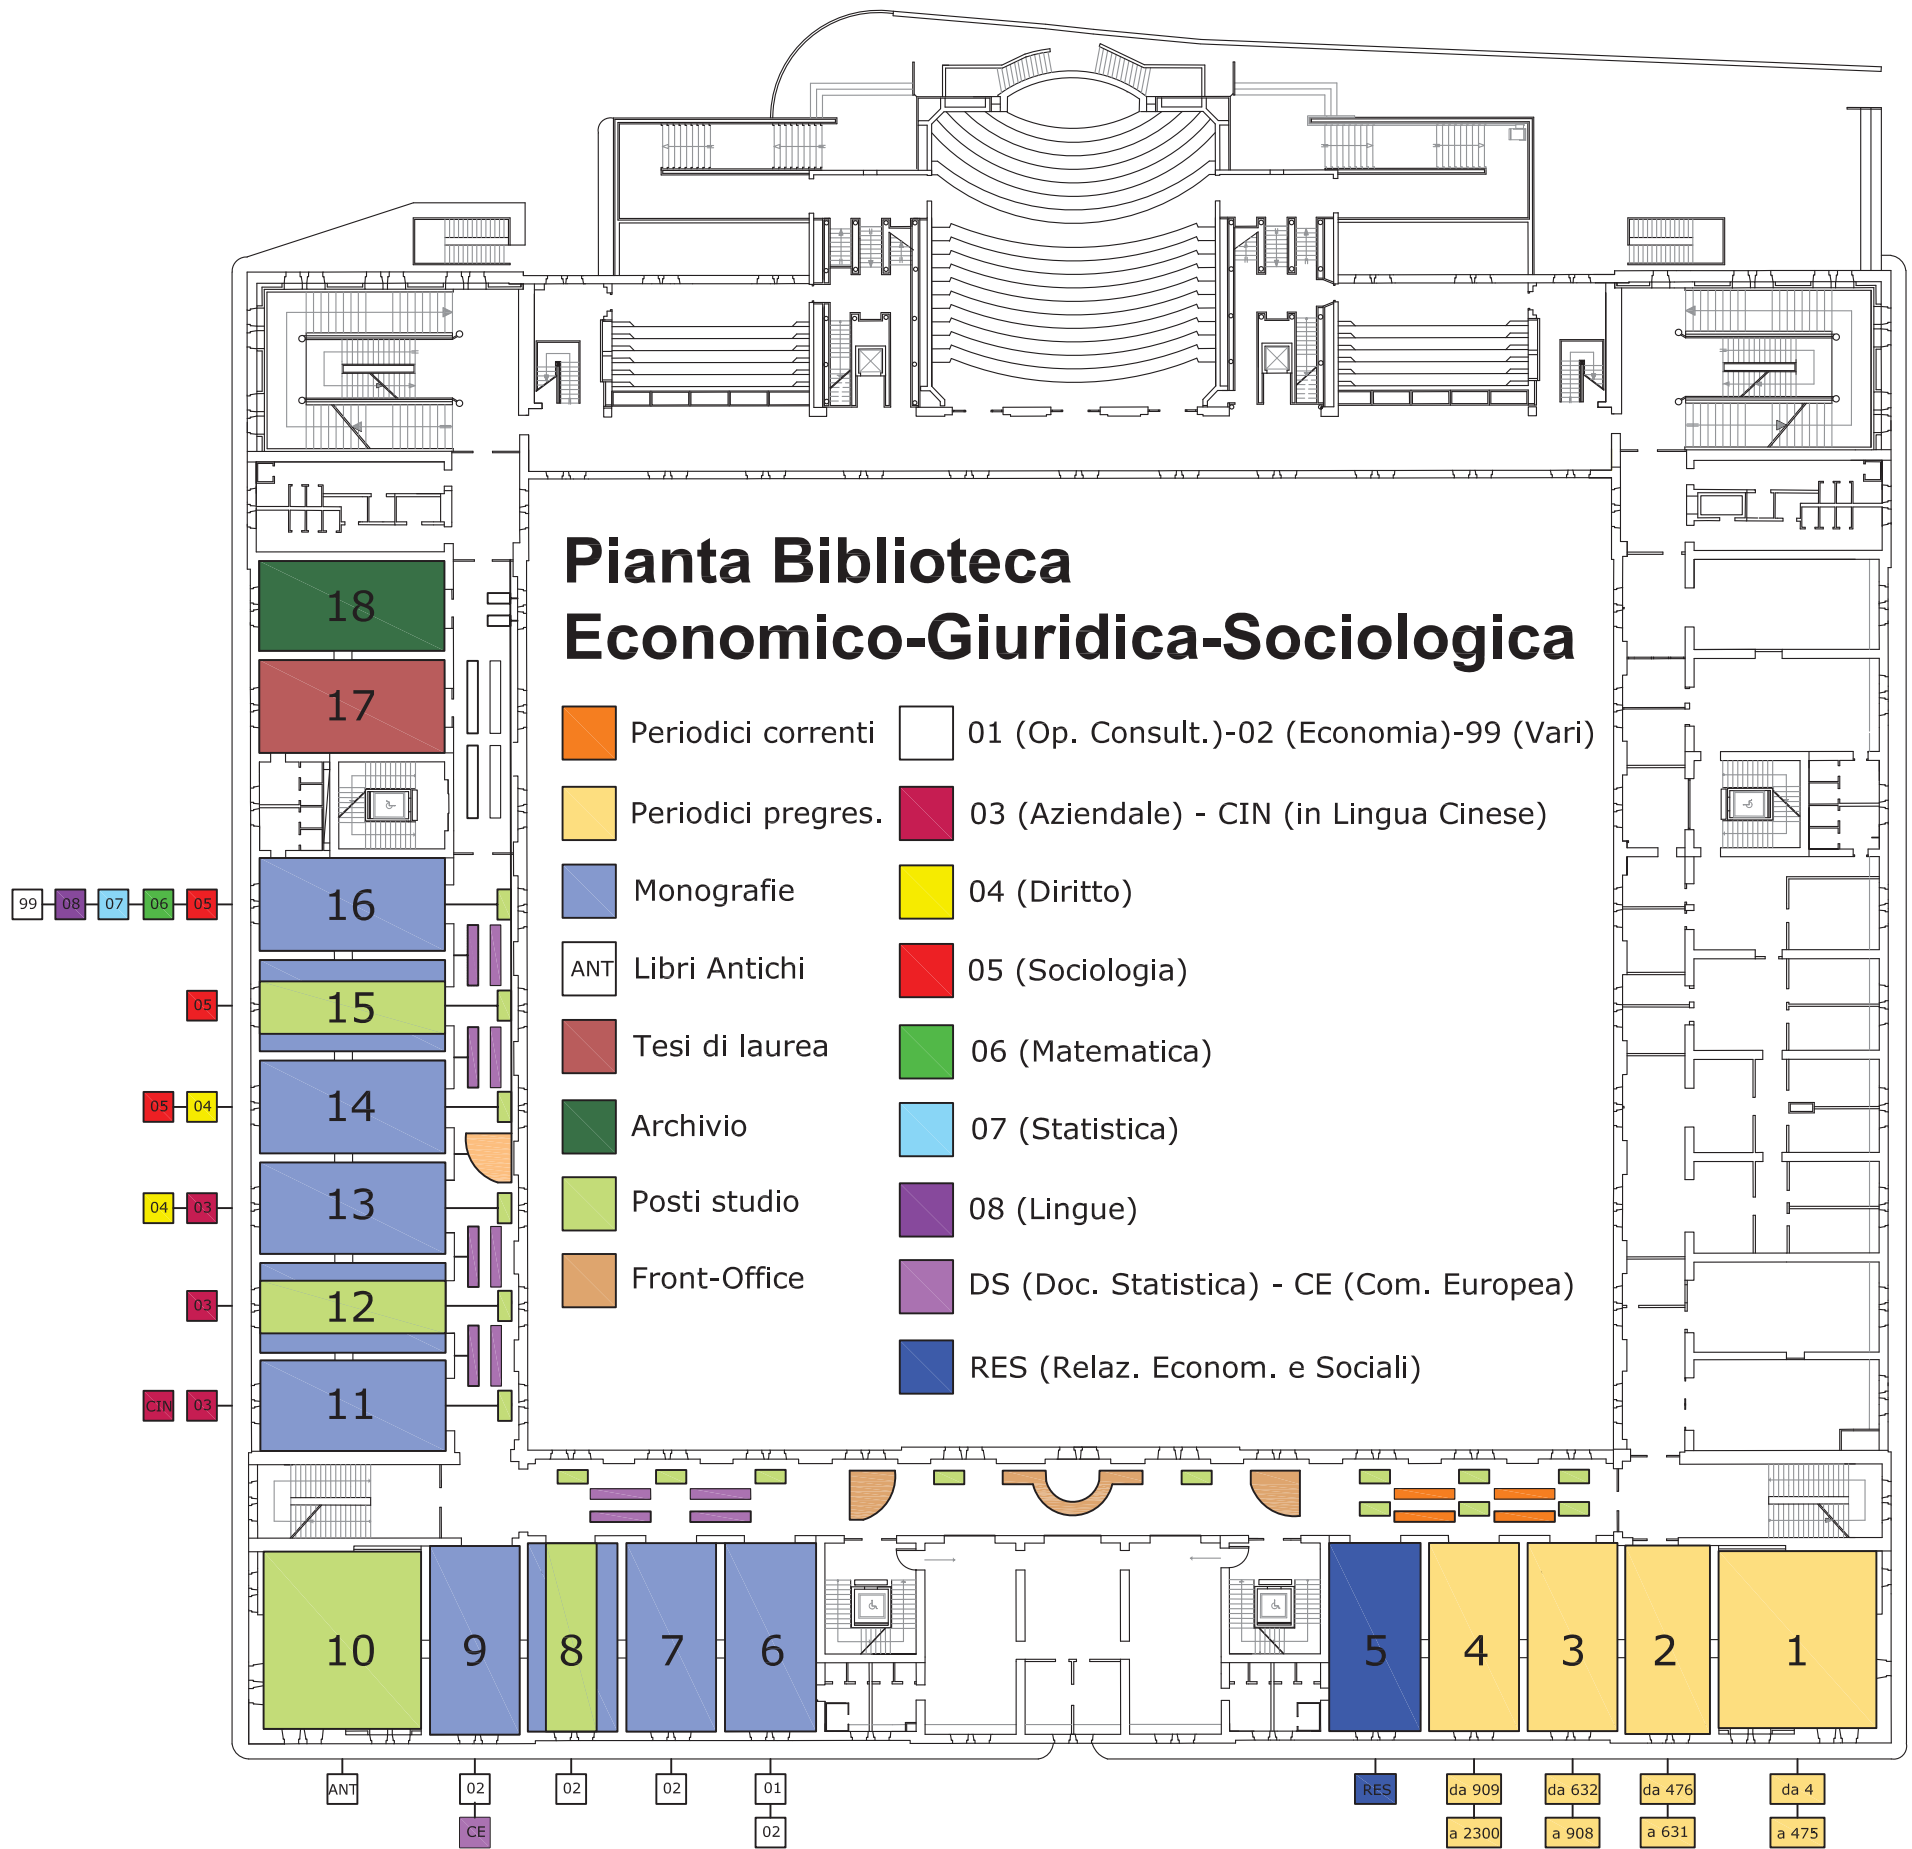 Pianta Biblioteca
Economico-Giuridica-Sociologica
Periodici correnti
Periodici pregres.
Monografie
ANT Libri Antichi
Tesi di laurea
Archivio
Posti studio
Front-Office
01 (Op. Consult.)-02 (Economia)-99 (Vari)
03 (Aziendale) - CIN (in Lingua Cinese)
04 (Diritto)
05 (Sociologia)
06 (Matematica)
07 (Statistica)
08 (Lingue)
DS (Doc. Statistica) - CE (Com. Europea)
RES (Relaz. Econom. e Sociali)
18
17
99 08 07 06 05 16
05 15
05 04 14
04 03 13
03 12
CIN 03 11
10 9 8 7 6 5 4 3 2 1
ANT 02 02 02 01 RES da 909 da 632 da 476 da 4
CE 02 a 2300 a 908 a 631 a 475